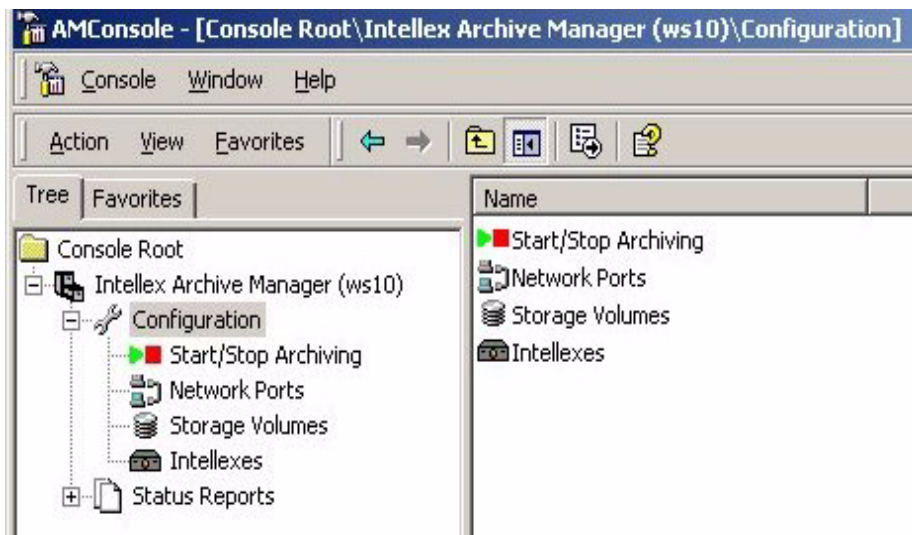 AMConsole - [Console Root\Intellex Archive Manager (ws10)\Configuration]
Console Window Help
Action View Favorites
Tree Favorites
Console Root
Intellex Archive Manager (ws10)
Configuration
Start/Stop Archiving
Network Ports
Storage Volumes
Intellexes
Status Reports
Name
Start/Stop Archiving
Network Ports
Storage Volumes
Intellexes